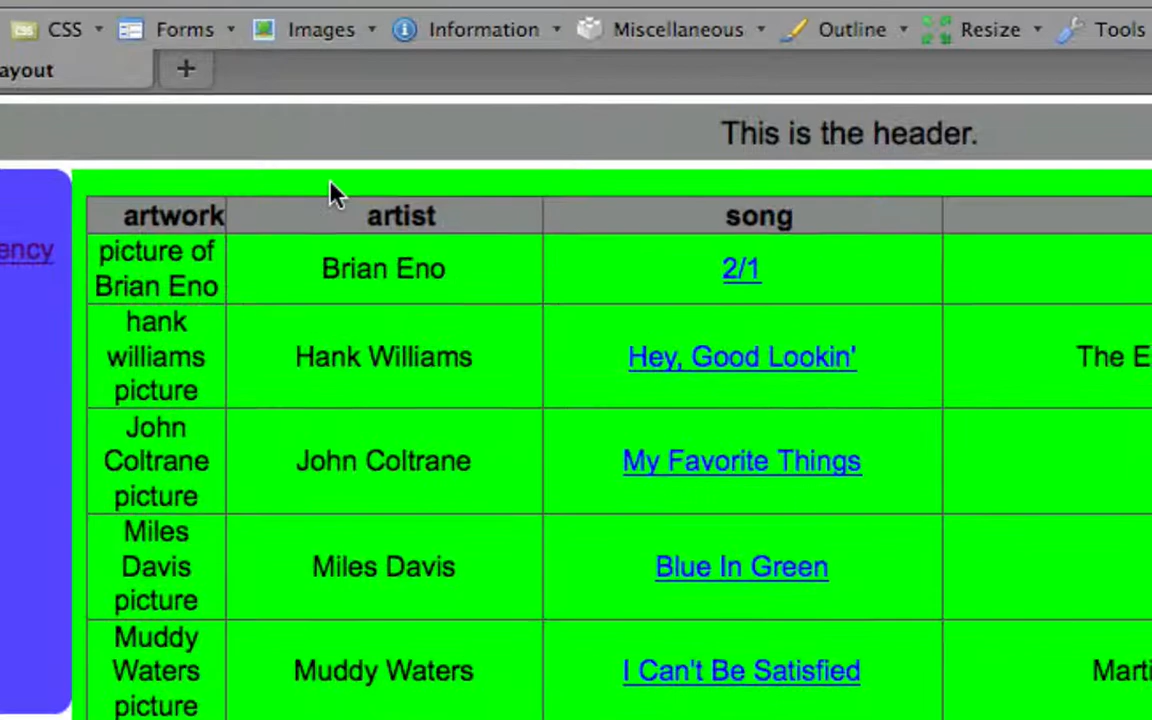 CSS Forms Images Information Miscellaneous Outline Resize Tools
ayout +
This is the header.
ency
artwork artist song
picture of
Brian Eno
Brian Eno 2/1
hank
williams
picture
Hank Williams Hey, Good Lookin' The E
John
Coltrane
picture
John Coltrane My Favorite Things
Miles
Davis
picture
Miles Davis Blue In Green
Muddy
Waters
picture
Muddy Waters I Can't Be Satisfied Marti